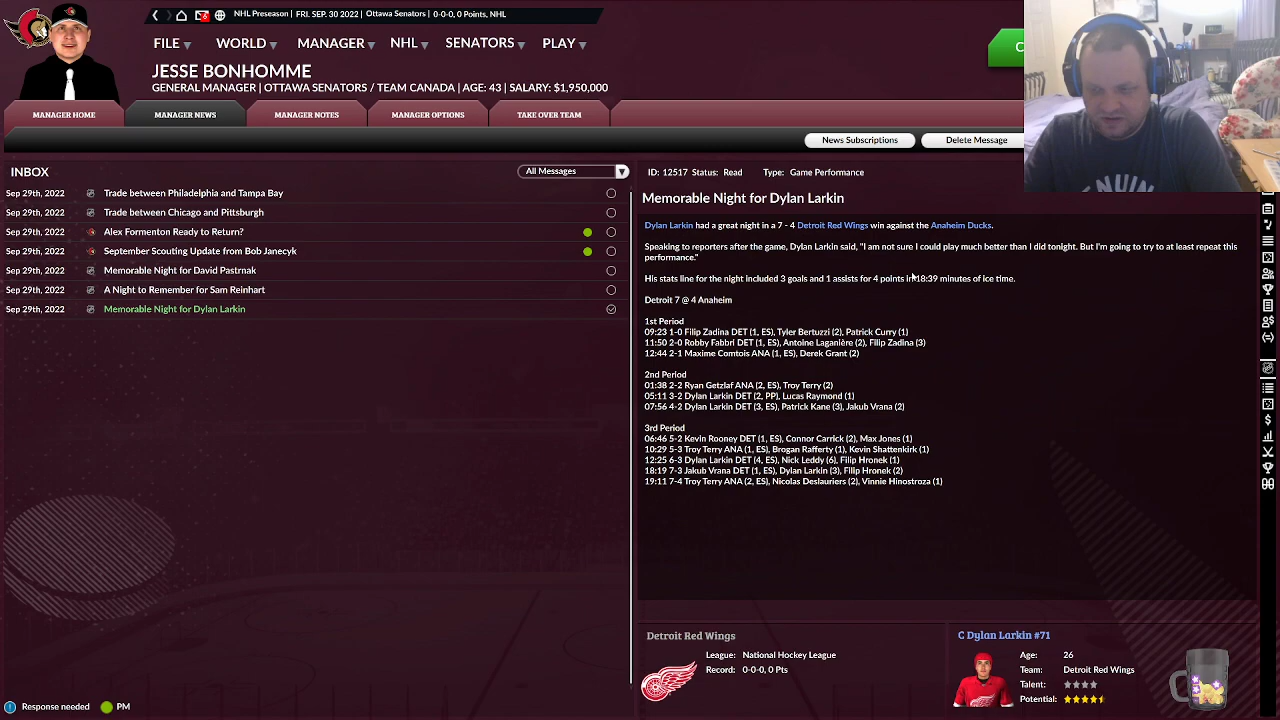 NHL Preseason | FRI. SEP. 30 2022 | Ottawa Senators | 0-0-0, 0 Points, NHL
FILE WORLD MANAGER NHL SENATORS PLAY
JESSE BONHOMME
GENERAL MANAGER | OTTAWA SENATORS / TEAM CANADA | AGE: 43 | SALARY: $1,950,000
MANAGER HOME MANAGER NEWS MANAGER NOTES MANAGER OPTIONS TAKE OVER TEAM
News Subscriptions Delete Message
INBOX All Messages
Sep 29th, 2022 Trade between Philadelphia and Tampa Bay
Sep 29th, 2022 Trade between Chicago and Pittsburgh
Sep 29th, 2022 Alex Formenton Ready to Return?
Sep 29th, 2022 September Scouting Update from Bob Janecyk
Sep 29th, 2022 Memorable Night for David Pastrnak
Sep 29th, 2022 A Night to Remember for Sam Reinhart
Sep 29th, 2022 Memorable Night for Dylan Larkin
ID: 12517 Status: Read Type: Game Performance
Memorable Night for Dylan Larkin
Dylan Larkin had a great night in a 7 - 4 Detroit Red Wings win against the Anaheim Ducks.
Speaking to reporters after the game, Dylan Larkin said, "I am not sure I could play much better than I did tonight. But I'm going to try to at least repeat this
performance."
His stats line for the night included 3 goals and 1 assists for 4 points in 18:39 minutes of ice time.
Detroit 7 @ 4 Anaheim
1st Period
09:23 1-0 Filip Zadina DET (1, ES), Tyler Bertuzzi (2), Patrick Curry (1)
11:50 2-0 Robby Fabbri DET (1, ES), Antoine Laganière (2), Filip Zadina (3)
12:44 2-1 Maxime Comtois ANA (1, ES), Derek Grant (2)
2nd Period
01:38 2-2 Ryan Getzlaf ANA (2, ES), Troy Terry (2)
05:11 3-2 Dylan Larkin DET (2, PP), Lucas Raymond (1)
07:56 4-2 Dylan Larkin DET (3, ES), Patrick Kane (3), Jakub Vrana (2)
3rd Period
06:46 5-2 Kevin Rooney DET (1, ES), Connor Carrick (2), Max Jones (1)
10:29 5-3 Troy Terry ANA (1, ES), Brogan Rafferty (1), Kevin Shattenkirk (1)
12:25 6-3 Dylan Larkin DET (4, ES), Nick Leddy (6), Filip Hronek (1)
18:19 7-3 Jakub Vrana DET (1, ES), Dylan Larkin (3), Filip Hronek (2)
19:11 7-4 Troy Terry ANA (2, ES), Nicolas Deslauriers (2), Vinnie Hinostroza (1)
Detroit Red Wings
League: National Hockey League
Record: 0-0-0, 0 Pts
C Dylan Larkin #71
Age: 26
Team: Detroit Red Wings
Talent:
Potential:
Response needed PM